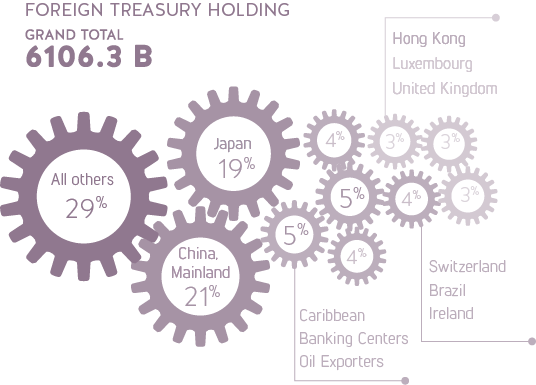 FOREIGN TREASURY HOLDING
GRAND TOTAL
6106.3 B
Hong Kong
Luxembourg
United Kingdom
All others
29%
Japan
19%
China,
Mainland
21%
4%
3%
3%
5%
4%
3%
5%
4%
Switzerland
Brazil
Ireland
Caribbean
Banking Centers
Oil Exporters